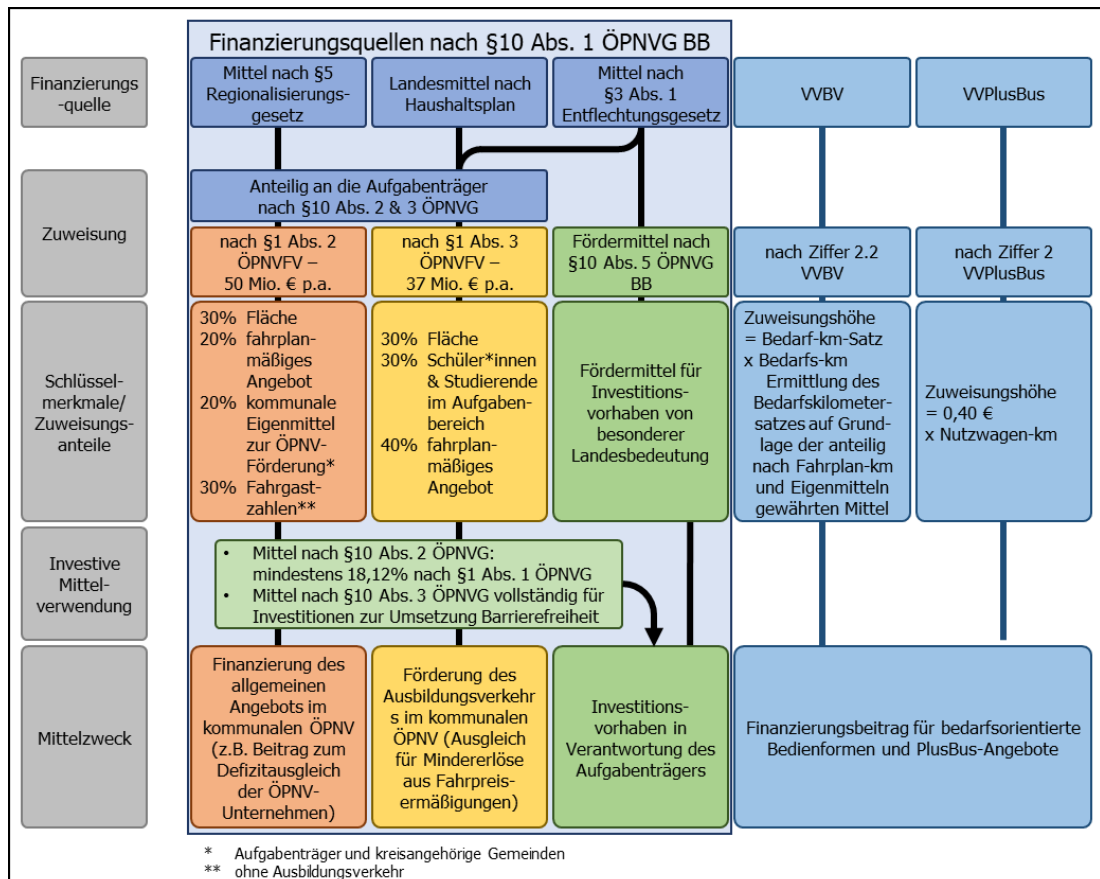 Finanzierungsquellen nach §10 Abs. 1 ÖPNVG BB
Finanzierungs
-quelle
Mittel nach §5
Regionalisierungs-
gesetz
Landesmittel nach
Haushaltsplan
Mittel nach
§3 Abs. 1
Entflechtungsgesetz
VVBV
VVPlusBus
Zuweisung
Anteilig an die Aufgabenträger
nach §10 Abs. 2 & 3 ÖPNVG
nach §1 Abs. 2
ÖPNVFV –
50 Mio. € p.a.
nach §1 Abs. 3
ÖPNVFV –
37 Mio. € p.a.
Fördermittel nach
§10 Abs. 5 ÖPNVG
BB
nach Ziffer 2.2
VVBV
nach Ziffer 2
VVPlusBus
Schlüssel-
merkmale/
Zuweisungs-
anteile
30% Fläche
20% fahrplan-
mäßiges
Angebot
20% kommunale
Eigenmittel
zur ÖPNV-
Förderung*
30% Fahrgast-
zahlen**
30% Fläche
30% Schüler*innen
& Studierende
im Aufgaben-
bereich
40% fahrplan-
mäßiges
Angebot
Fördermittel für
Investitions-
vorhaben von
besonderer
Landesbedeutung
Zuweisungshöhe
= Bedarf-km-Satz
x Bedarfs-km
Ermittlung des
Bedarfskilometer-
satzes auf Grund-
lage der anteilig
nach Fahrplan-km
und Eigenmitteln
gewährten Mittel
Zuweisungshöhe
= 0,40 €
x Nutzwagen-km
Investive
Mittel-
verwendung
• Mittel nach §10 Abs. 2 ÖPNVG:
mindestens 18,12% nach §1 Abs. 1 ÖPNVG
• Mittel nach §10 Abs. 3 ÖPNVG vollständig für
Investitionen zur Umsetzung Barrierefreiheit
Mittelzweck
Finanzierung des
allgemeinen
Angebots im
kommunalen ÖPNV
(z.B. Beitrag zum
Defizitausgleich
der ÖPNV-
Unternehmen)
Förderung des
Ausbildungsverkehr
s im kommunalen
ÖPNV (Ausgleich
für Mindererlöse
aus Fahrpreis-
ermäßigungen)
Investitions-
vorhaben in
Verantwortung des
Aufgabenträgers
Finanzierungsbeitrag für bedarfsorientierte
Bedienformen und PlusBus-Angebote
* Aufgabenträger und kreisangehörige Gemeinden
** ohne Ausbildungsverkehr